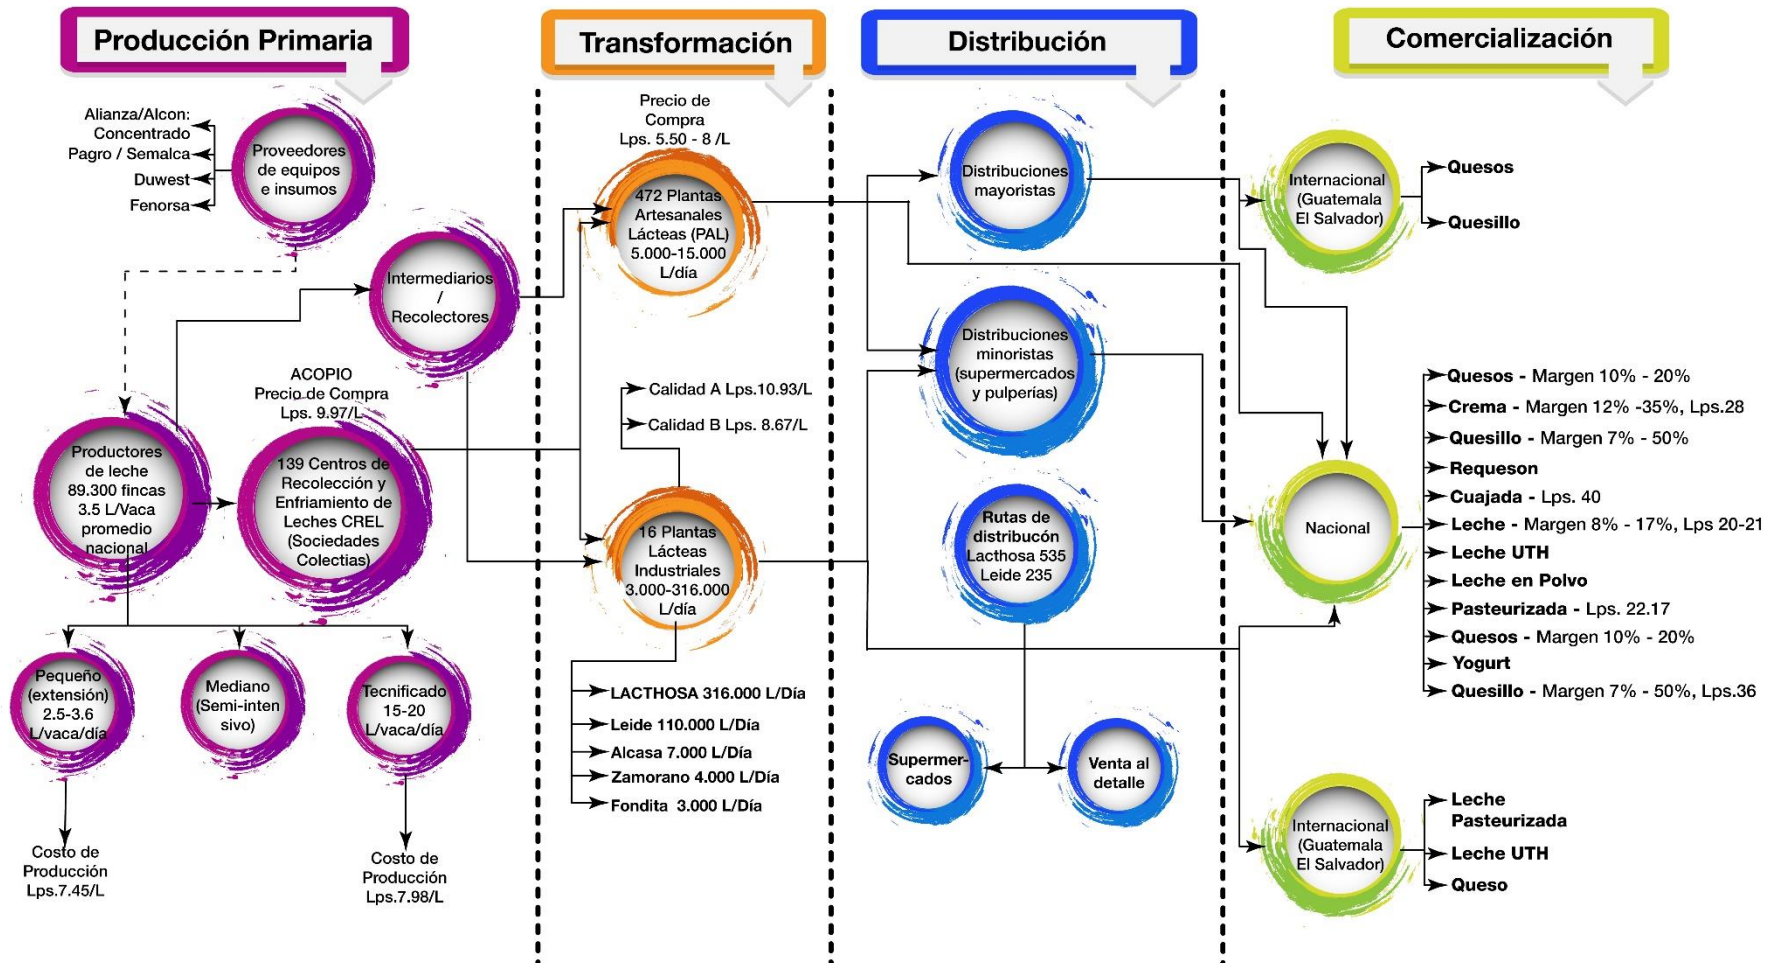 Producción Primaria
Transformación
Distribución
Comercialización
Alianza/Alcon:
Concentrado
Pagro / Semalca
Duwest
Fenorsa
Proveedores
de equipos
e insumos
Intermediarios
/
Recolectores
ACOPIO
Precio de Compra
Lps. 9.97/L
Productores
de leche
89.300 fincas
3.5 L/Vaca
promedio
nacional
139 Centros de
Recolección y
Enfriamiento de
Leches CREL
(Sociedades
Colectias)
Pequeño
(extensión)
2.5-3.6
L/vaca/día
Mediano
(Semi-inten
sivo)
Tecnificado
15-20
L/vaca/día
Costo de
Producción
Lps.7.45/L
Costo de
Producción
Lps.7.98/L
Precio de
Compra
Lps. 5.50 - 8 /L
472 Plantas
Artesanales
Lácteas (PAL)
5.000-15.000
L/día
Calidad A Lps.10.93/L
Calidad B Lps. 8.67/L
16 Plantas
Lácteas
Industriales
3.000-316.000
L/día
LACTHOSA 316.000 L/Día
Leide 110.000 L/Día
Alcasa 7.000 L/Día
Zamorano 4.000 L/Día
Fondita 3.000 L/Día
Distribuciones
mayoristas
Distribuciones
minoristas
(supermercados
y pulperías)
Rutas de
distribucón
Lacthosa 535
Leide 235
Supermer-
cados
Venta al
detalle
Internacional
(Guatemala
El Salvador)
Quesos
Quesillo
Nacional
Quesos - Margen 10% - 20%
Crema - Margen 12% -35%, Lps.28
Quesillo - Margen 7% - 50%
Requeson
Cuajada - Lps. 40
Leche - Margen 8% - 17%, Lps 20-21
Leche UTH
Leche en Polvo
Pasteurizada - Lps. 22.17
Quesos - Margen 10% - 20%
Yogurt
Quesillo - Margen 7% - 50%, Lps.36
Internacional
(Guatemala
El Salvador)
Leche
Pasteurizada
Leche UTH
Queso